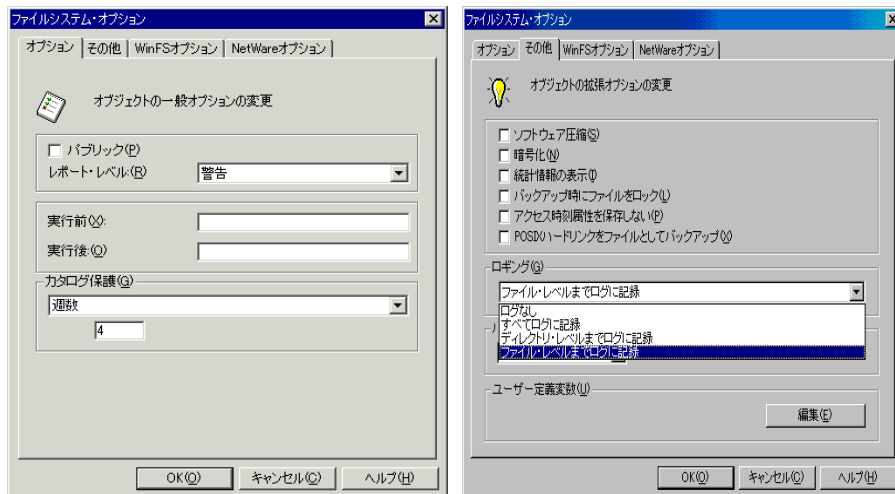 ファイルシステム・オプション
オプション その他 WinFSオプション NetWareオプション
オブジェクトの一般オプションの変更
パブリック(P)
レポート・レベル:(R) 警告
実行前(X):
実行後:(O)
カタログ保護(G)
週数
4
OK(O) キャンセル(C) ヘルプ(H)
ファイルシステム・オプション
オプション その他 WinFSオプション NetWareオプション
オブジェクトの拡張オプションの変更
ソフトウェア圧縮(S)
暗号化(N)
統計情報の表示(I)
バックアップ時にファイルをロック(L)
アクセス時刻属性を保存しない(P)
POSIXハードリンクをファイルとしてバックアップ(X)
ロギング(G)
ファイル・レベルまでログに記録
ログなし
すべてログに記録
ディレクトリ・レベルまでログに記録
ファイル・レベルまでログに記録
ユーザー定義変数(U)
編集(E)
OK(O) キャンセル(C) ヘルプ(H)